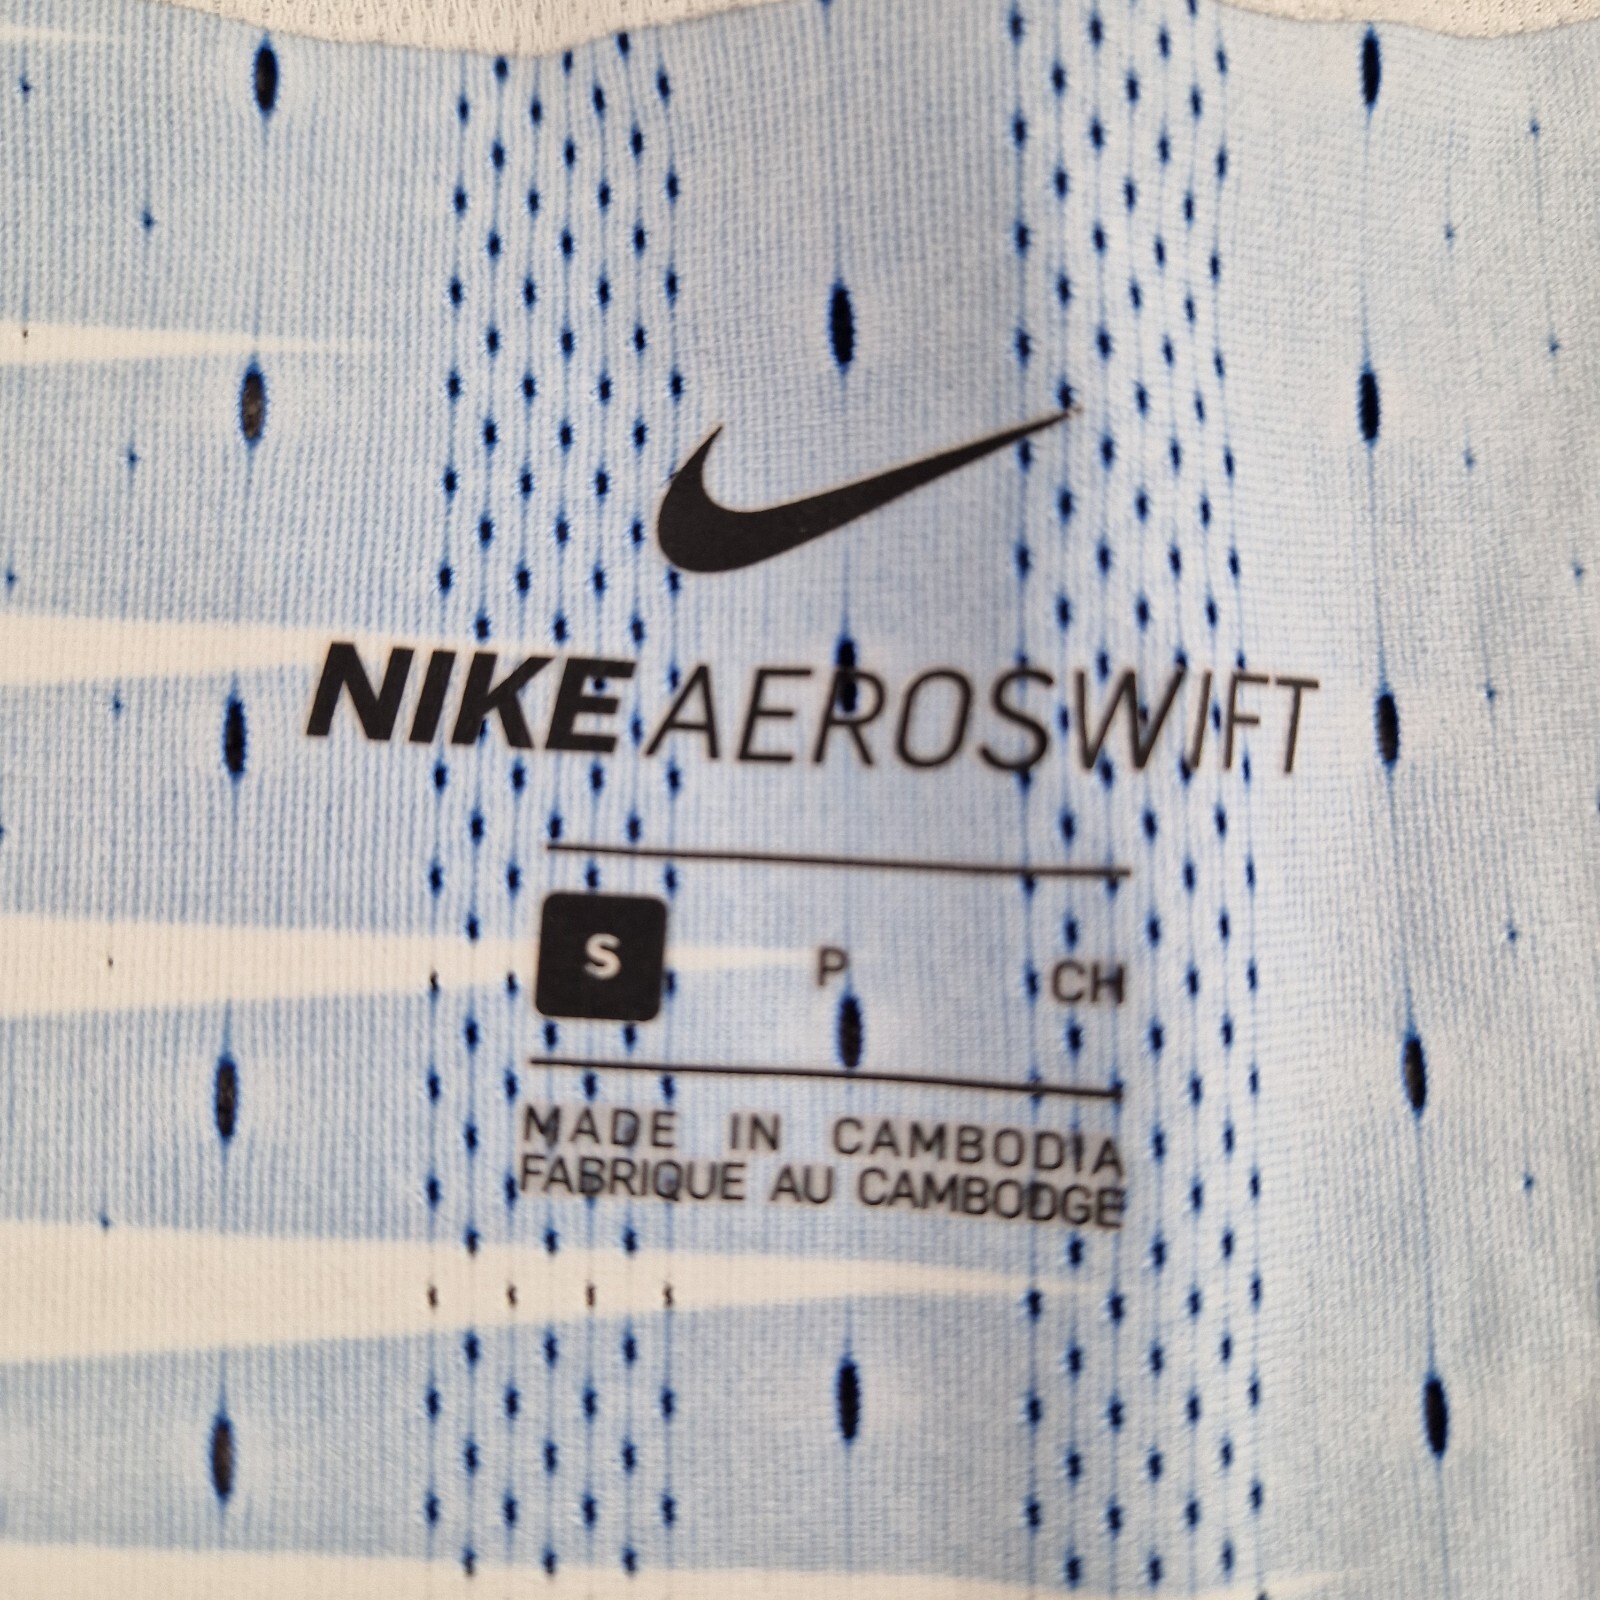 NIKE AEROSWIFT
S P CH
MADE IN CAMBODIA
FABRIQUE AU CAMBODGE